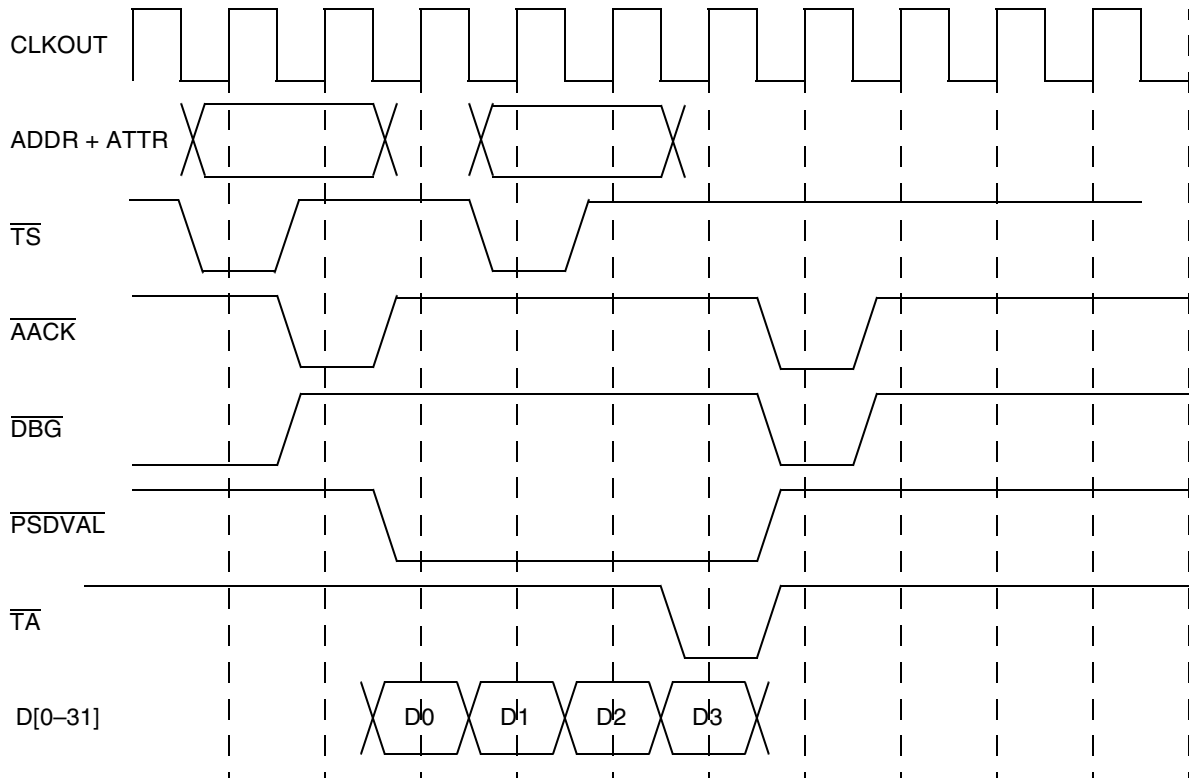 CLKOUT
ADDR + ATTR
TS
AACK
DBG
PSDVAL
TA
D[0–31]
D0
D1
D2
D3